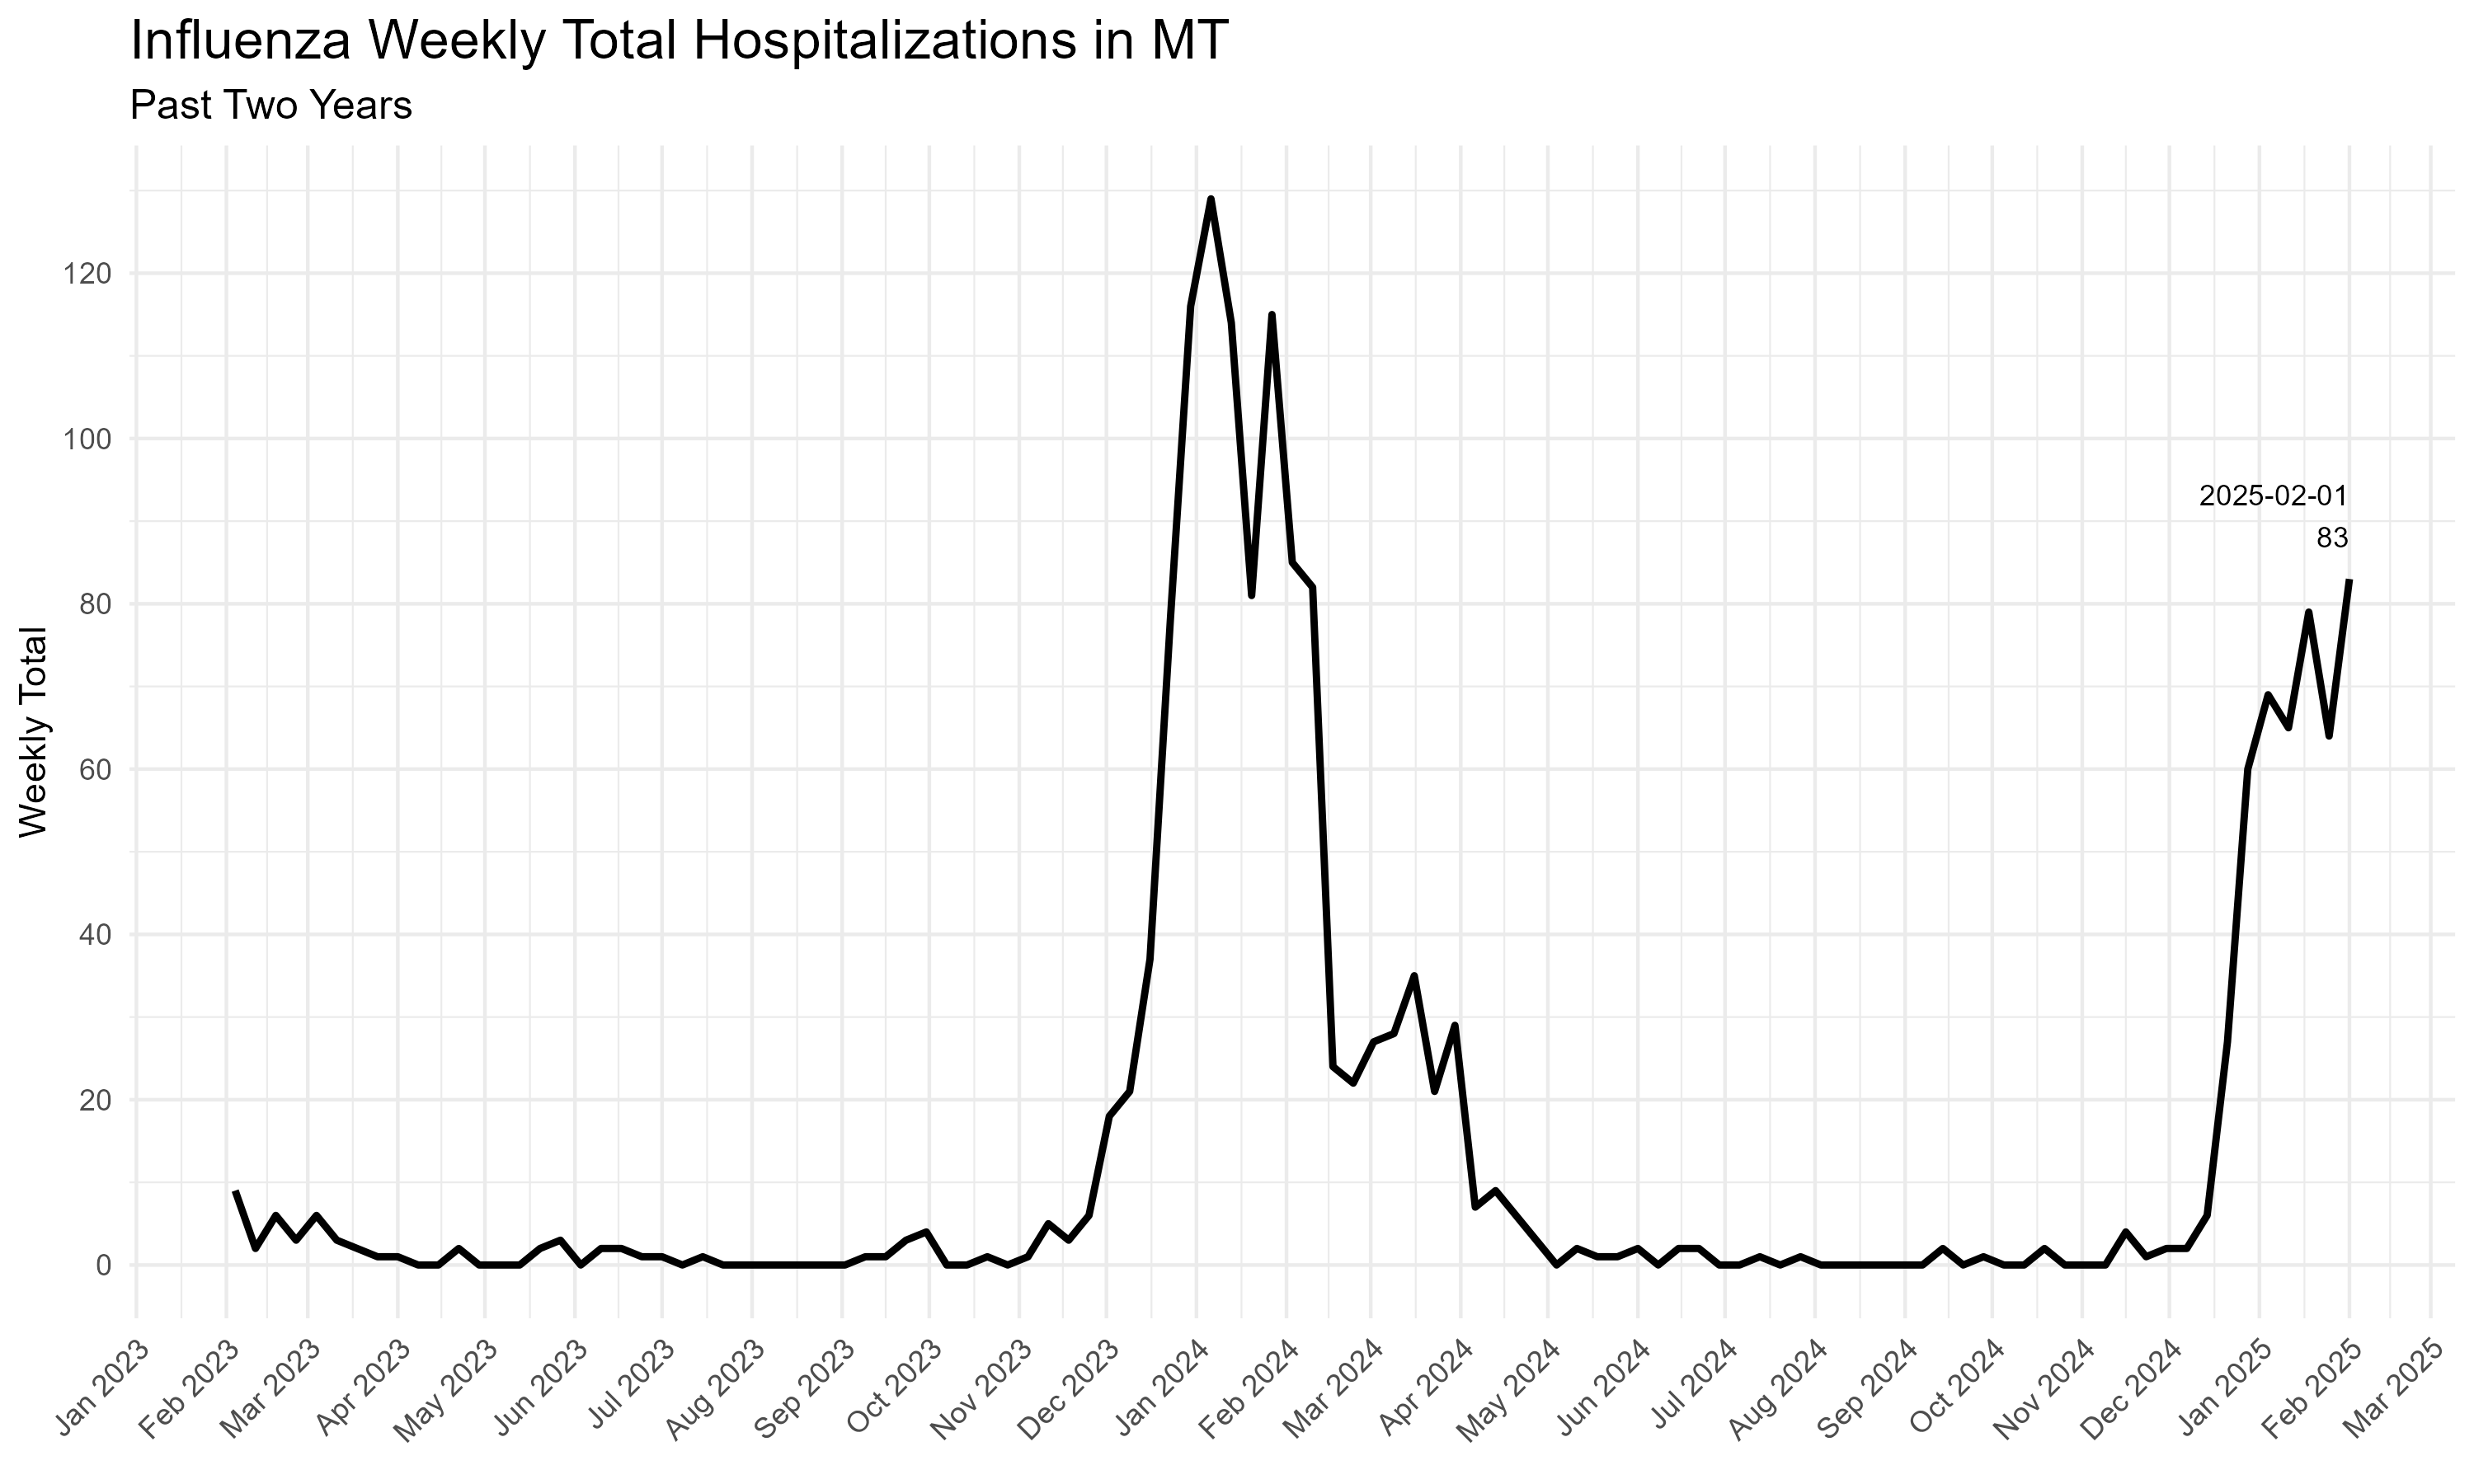 Influenza Weekly Total Hospitalizations in MT
Past Two Years
Weekly Total
120
100
80
60
40
20
0
2025-02-01
83
Jan 2023
Feb 2023
Mar 2023
Apr 2023
May 2023
Jun 2023
Jul 2023
Aug 2023
Sep 2023
Oct 2023
Nov 2023
Dec 2023
Jan 2024
Feb 2024
Mar 2024
Apr 2024
May 2024
Jun 2024
Jul 2024
Aug 2024
Sep 2024
Oct 2024
Nov 2024
Dec 2024
Jan 2025
Feb 2025
Mar 2025